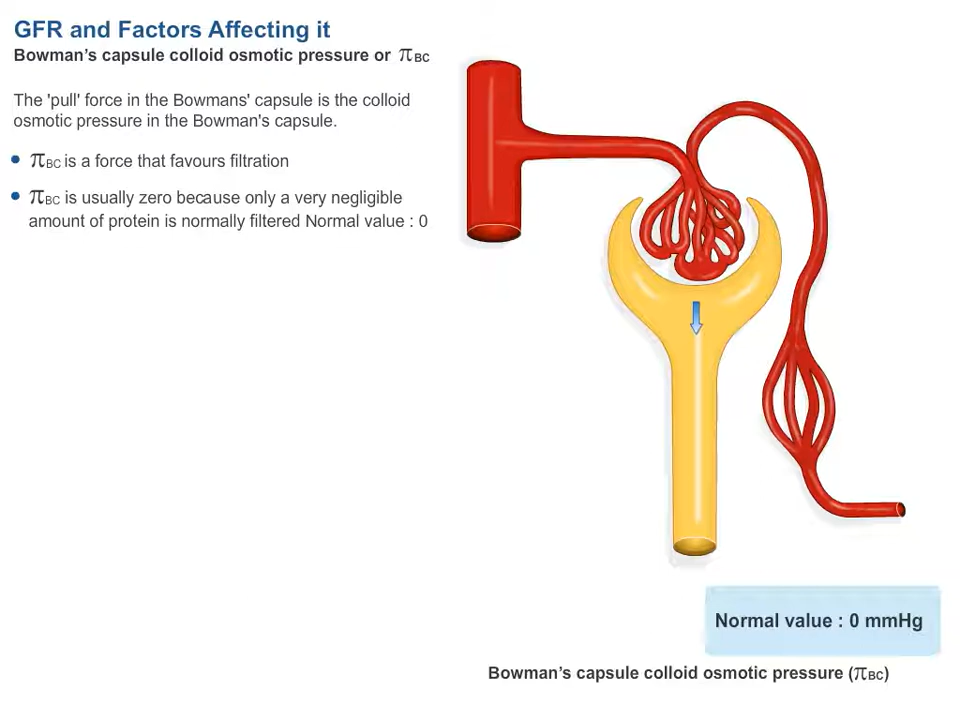 GFR and Factors Affecting it
Bowman’s capsule colloid osmotic pressure or πBC
The 'pull' force in the Bowmans' capsule is the colloid
osmotic pressure in the Bowman's capsule.
• πBC is a force that favours filtration
• πBC is usually zero because only a very negligible
amount of protein is normally filtered Normal value : 0
Normal value : 0 mmHg
Bowman’s capsule colloid osmotic pressure (πBC)